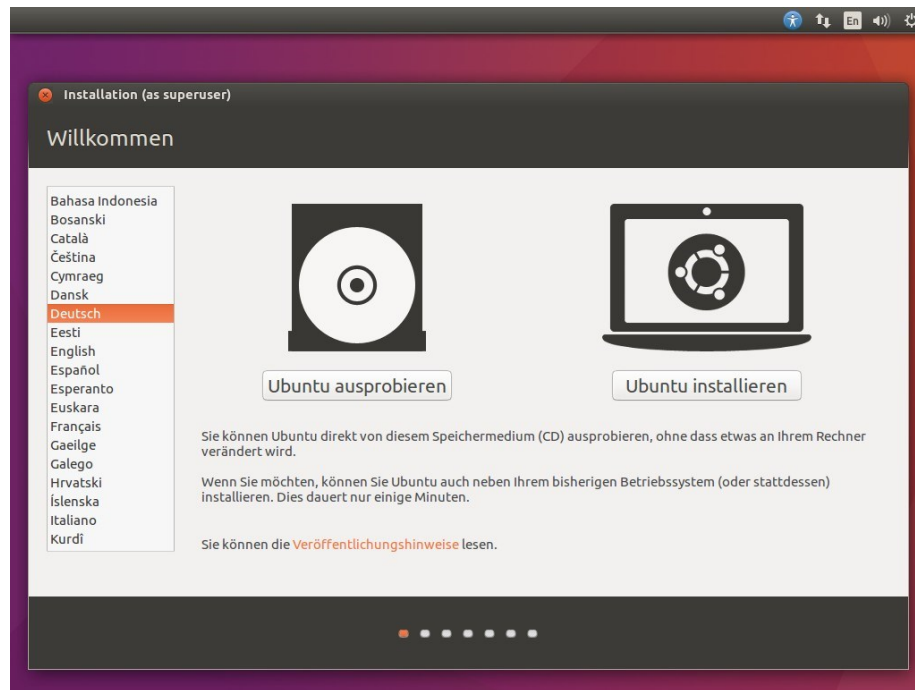 En
Installation (as superuser)
Willkommen
Bahasa Indonesia
Bosanski
Català
Čeština
Cymraeg
Dansk
Deutsch
Eesti
English
Español
Esperanto
Euskara
Français
Gaeilge
Galego
Hrvatski
Íslenska
Italiano
Kurdî
Ubuntu ausprobieren
Ubuntu installieren
Sie können Ubuntu direkt von diesem Speichermedium (CD) ausprobieren, ohne dass etwas an Ihrem Rechner
verändert wird.
Wenn Sie möchten, können Sie Ubuntu auch neben Ihrem bisherigen Betriebssystem (oder stattdessen)
installieren. Dies dauert nur einige Minuten.
Sie können die Veröffentlichungshinweise lesen.